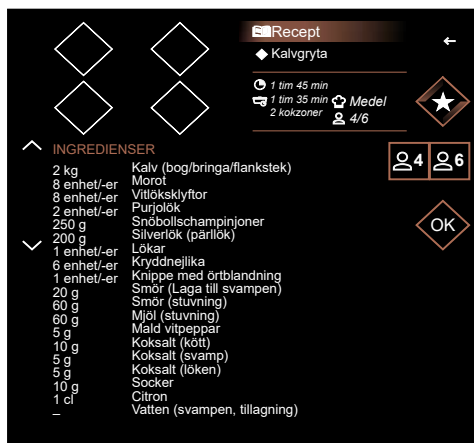 Recept
Kalvgryta
1 tim 45 min
1 tim 35 min Medel
2 kokzoner 4/6
INGREDIENSER
4 6
2 kg Kalv (bog/bringa/flankstek)
8 enhet/-er Morot
8 enhet/-er Vitlöksklyftor
2 enhet/-er Purjolök
250 g Snöbollschampinjoner
200 g Silverlök (pärllök)
1 enhet/-er Lökar
6 enhet/-er Kryddnejlika
1 enhet/-er Knippe med örtblandning
20 g Smör (Laga till svampen)
60 g Smör (stuvning)
60 g Mjöl (stuvning)
5 g Mald vitpeppar
10 g Koksalt (kött)
5 g Koksalt (svamp)
5 g Koksalt (löken)
10 g Socker
1 cl Citron
– Vatten (svampen, tillagning)
OK